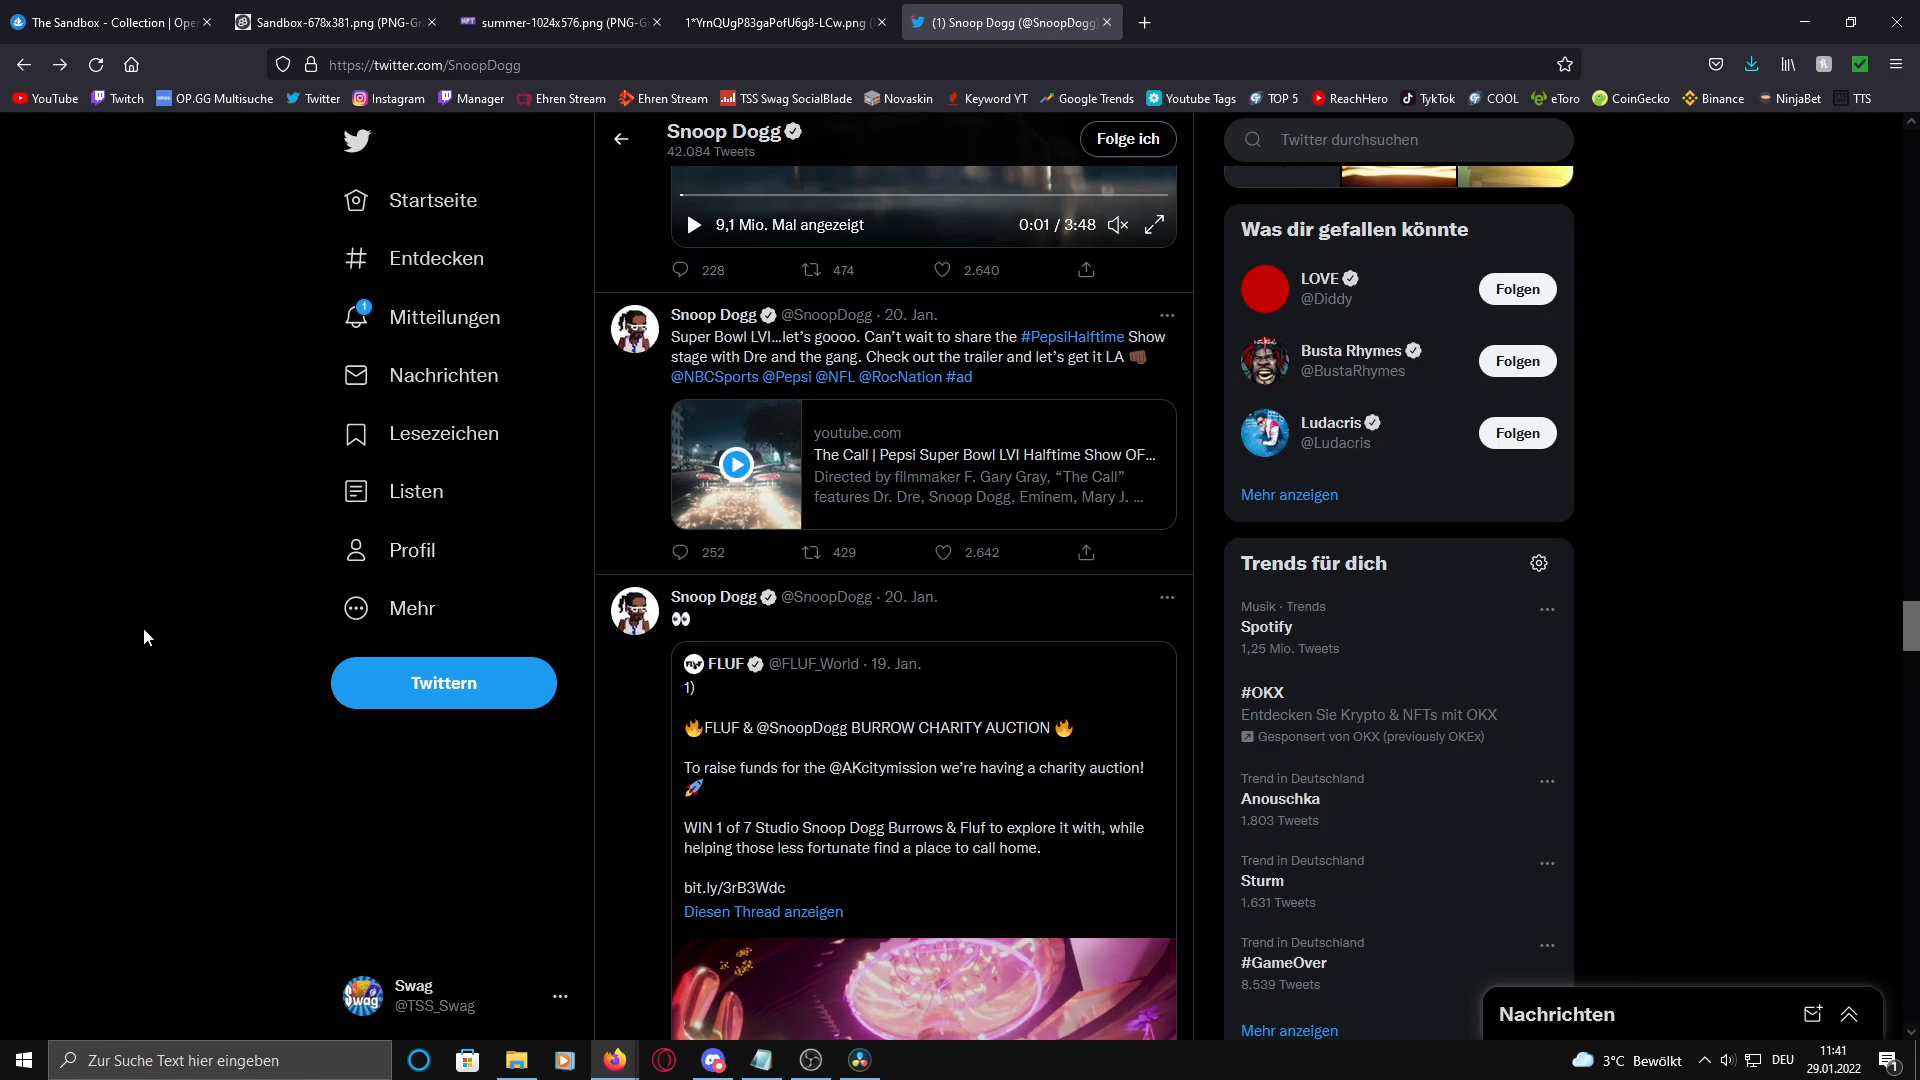 The Sandbox - Collection | Ope
Sandbox-678x381.png (PNG-Gr
summer-1024x576.png (PNG-G
1*YrnQUgP83gaPofU6g8-LCw.png (
(1) Snoop Dogg (@SnoopDogg)
https://twitter.com/SnoopDogg
YouTube
Twitch
OP.GG Multisuche
Twitter
Instagram
Manager
Ehren Stream
Ehren Stream
TSS Swag SocialBlade
Novaskin
Keyword YT
Google Trends
Youtube Tags
TOP 5
ReachHero
TykTok
COOL
eToro
CoinGecko
Binance
NinjaBet
TTS
Startseite
Entdecken
1
Mitteilungen
Nachrichten
Lesezeichen
Listen
Profil
Mehr
Twittern
Swag
@TSS_Swag
Snoop Dogg
42.084 Tweets
Folge ich
9,1 Mio. Mal angezeigt
0:01 / 3:48
228 474 2.640
Snoop Dogg @SnoopDogg · 20. Jan.
Super Bowl LVI...let's goooo. Can't wait to share the #PepsiHalftime Show
stage with Dre and the gang. Check out the trailer and let's get it LA 👊🏿
@NBCSports @Pepsi @NFL @RocNation #ad
youtube.com
The Call | Pepsi Super Bowl LVI Halftime Show OF...
Directed by filmmaker F. Gary Gray, “The Call”
features Dr. Dre, Snoop Dogg, Eminem, Mary J. ...
252 429 2.642
Snoop Dogg @SnoopDogg · 20. Jan.
👀
FLUF @FLUF_World · 19. Jan.
1)
🔥FLUF & @SnoopDogg BURROW CHARITY AUCTION 🔥
To raise funds for the @AKcitymission we're having a charity auction!
🚀
WIN 1 of 7 Studio Snoop Dogg Burrows & Fluf to explore it with, while
helping those less fortunate find a place to call home.
bit.ly/3rB3Wdc
Diesen Thread anzeigen
Twitter durchsuchen
Was dir gefallen könnte
LOVE
@Diddy
Folgen
Busta Rhymes
@BustaRhymes
Folgen
Ludacris
@Ludacris
Folgen
Mehr anzeigen
Trends für dich
Musik · Trends
Spotify
1,25 Mio. Tweets
#OKX
Entdecken Sie Krypto & NFTs mit OKX
Gesponsert von OKX (previously OKEx)
Trend in Deutschland
Anouschka
1.803 Tweets
Trend in Deutschland
Sturm
1.631 Tweets
Trend in Deutschland
#GameOver
8.539 Tweets
Mehr anzeigen
Nachrichten
Zur Suche Text hier eingeben
3°C Bewölkt
DEU
11:41
29.01.2022
1